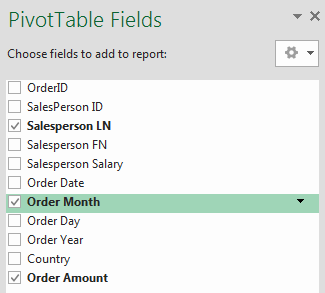 PivotTable Fields
Choose fields to add to report:
OrderID
SalesPerson ID
Salesperson LN
Salesperson FN
Salesperson Salary
Order Date
Order Month
Order Day
Order Year
Country
Order Amount